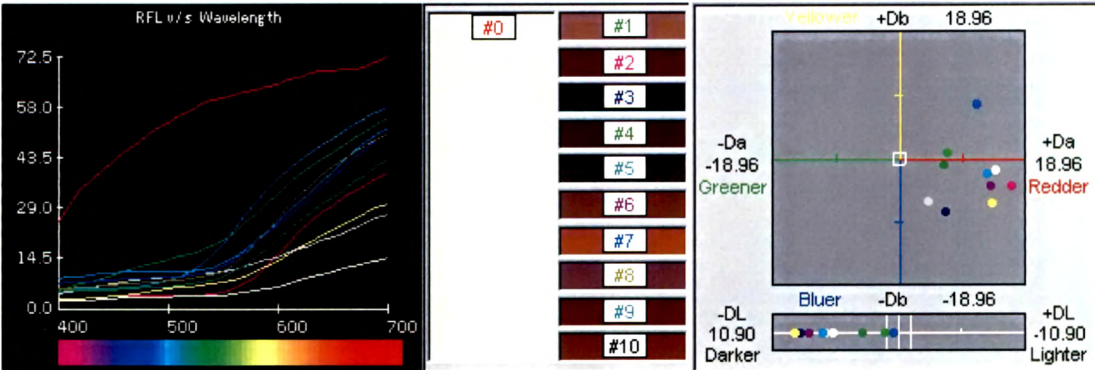 RFL v/s Wavelength
72.5
58.0
43.5
29.0
14.5
0.0
400 500 600 700
#0
#1
#2
#3
#4
#5
#6
#7
#8
#9
#10
Yellower +Db 18.96
-Da
-18.96
Greener
+Da
18.96
Redder
Bluer -Db -18.96
-DL
10.90
Darker
+DL
-10.90
Lighter